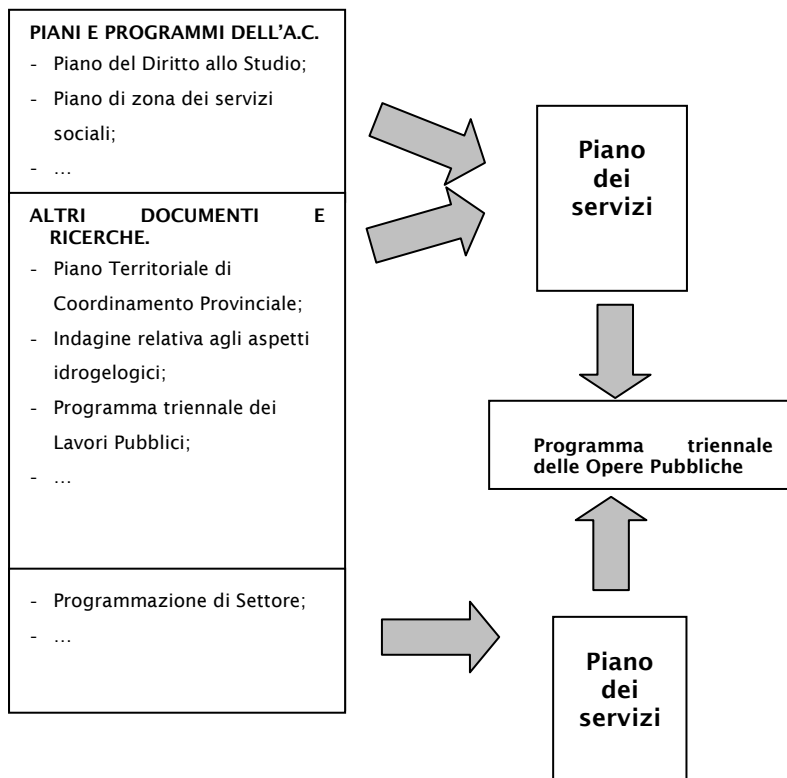 PIANI E PROGRAMMI DELL'A.C.
- Piano del Diritto allo Studio;
- Piano di zona dei servizi
sociali;
- …
ALTRI DOCUMENTI E
RICERCHE.
- Piano Territoriale di
Coordinamento Provinciale;
- Indagine relativa agli aspetti
idrogelogici;
- Programma triennale dei
Lavori Pubblici;
- …
- Programmazione di Settore;
- …
Piano
dei
servizi
Programma triennale
delle Opere Pubbliche
Piano
dei
servizi